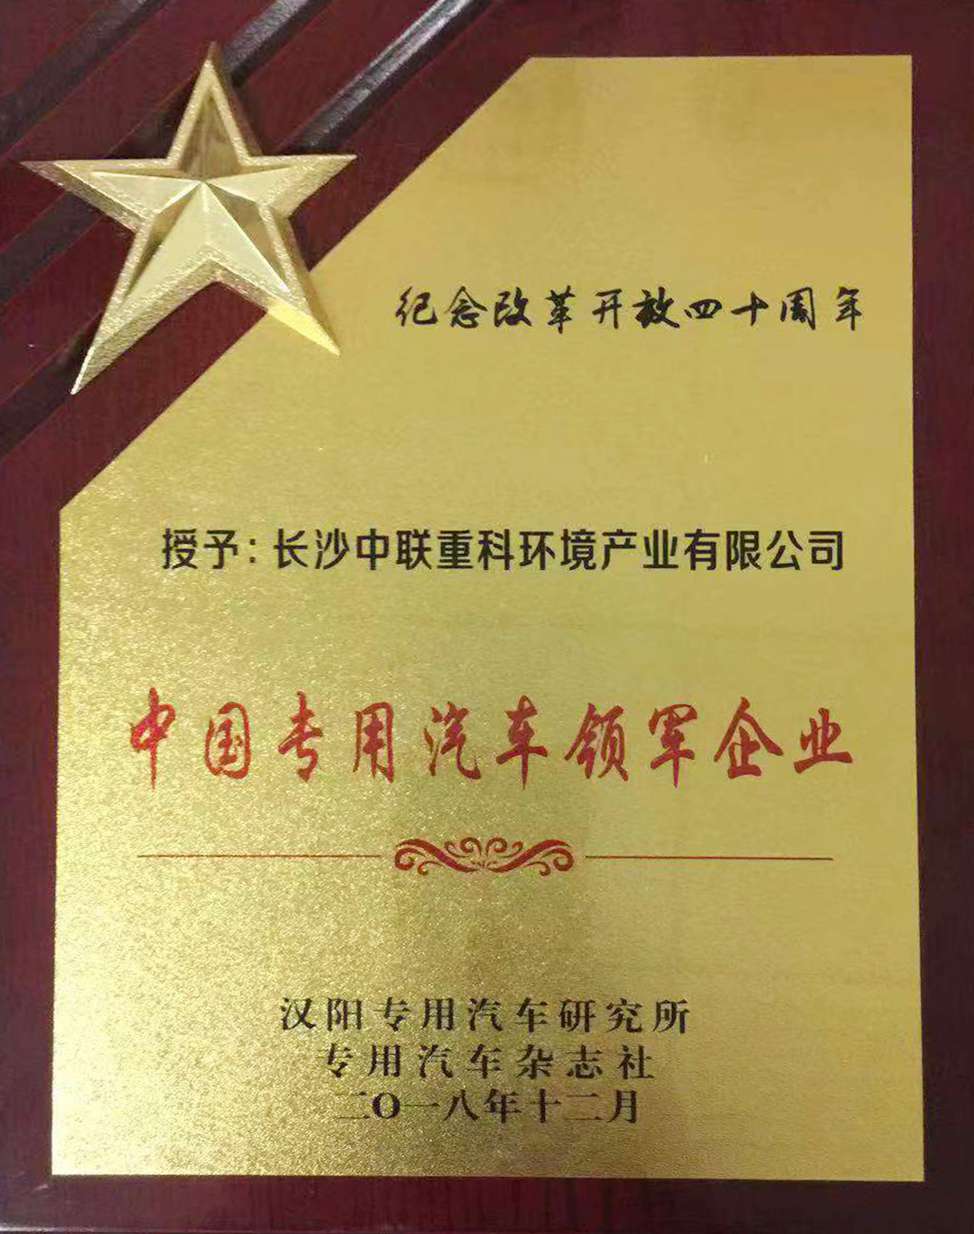 纪念改革开放四十周年
授予：长沙中联重科环境产业有限公司
中国专用汽车领军企业
汉阳专用汽车研究所
专用汽车杂志社
二O一八年十二月